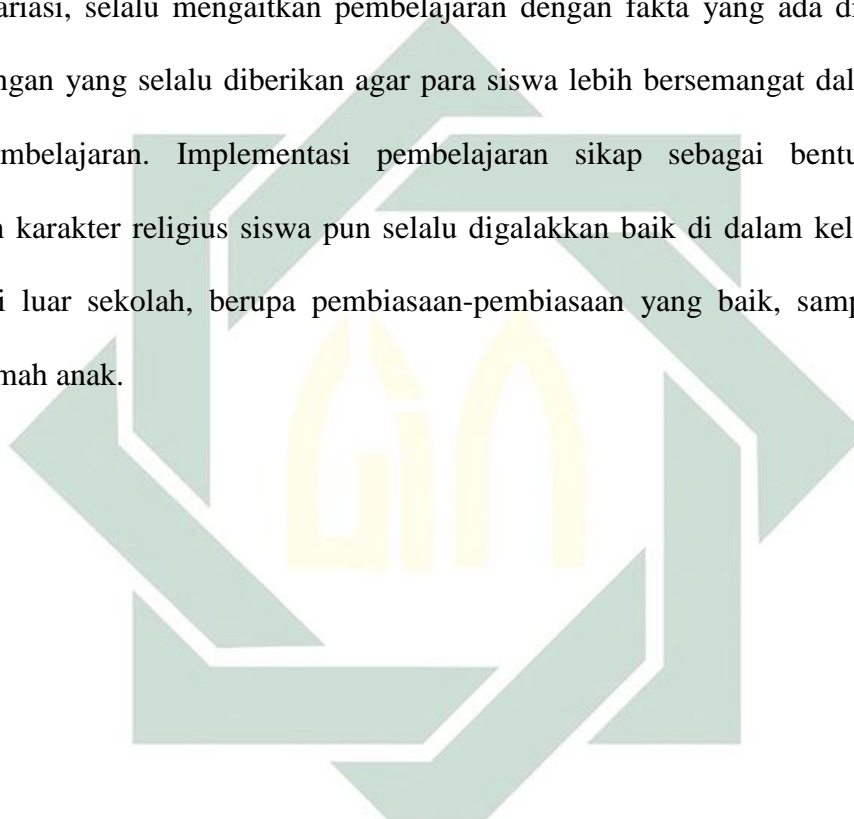 ariasi, selalu mengaitkan pembelajaran dengan fakta yang ada di
ngan yang selalu diberikan agar para siswa lebih bersemangat dal
mbelajaran. Implementasi pembelajaran sikap sebagai bentu
karakter religius siswa pun selalu digalakkan baik di dalam kel
i luar sekolah, berupa pembiasaan-pembiasaan yang baik, samp
mah anak.